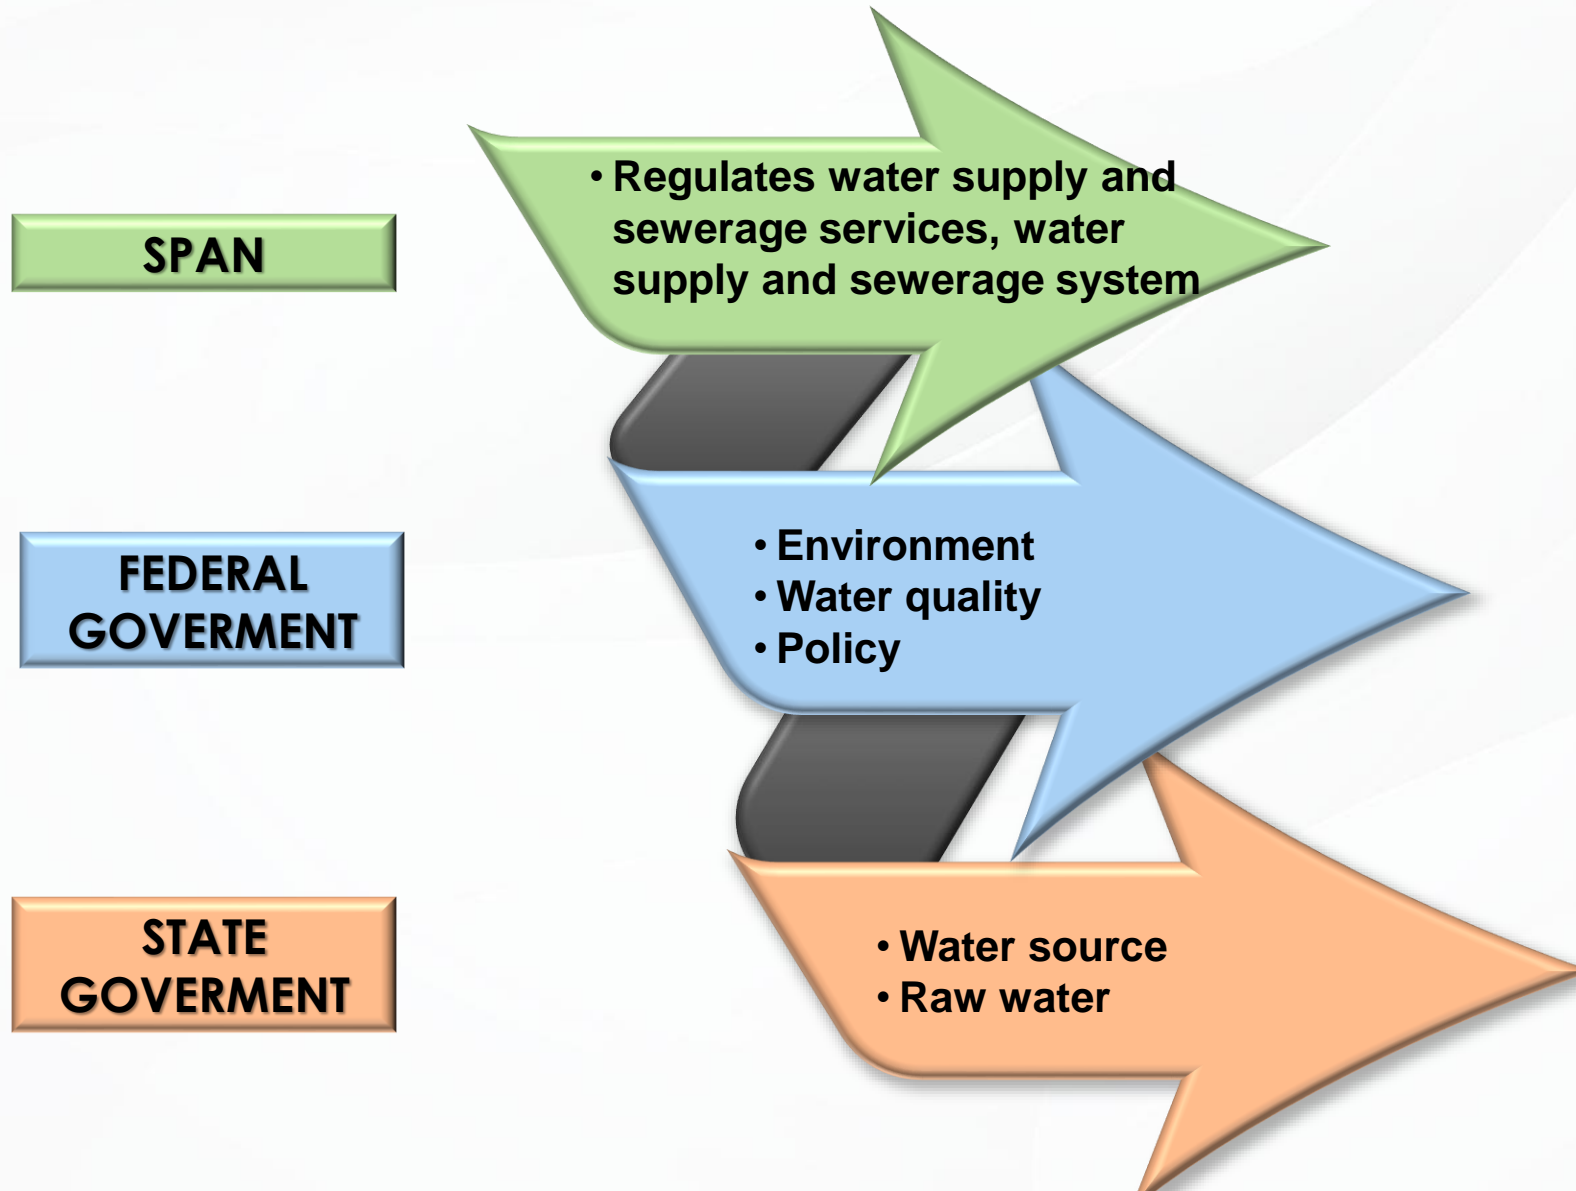 SPAN
• Regulates water supply and
sewerage services, water
supply and sewerage system
FEDERAL
GOVERMENT
• Environment
• Water quality
• Policy
STATE
GOVERMENT
• Water source
• Raw water